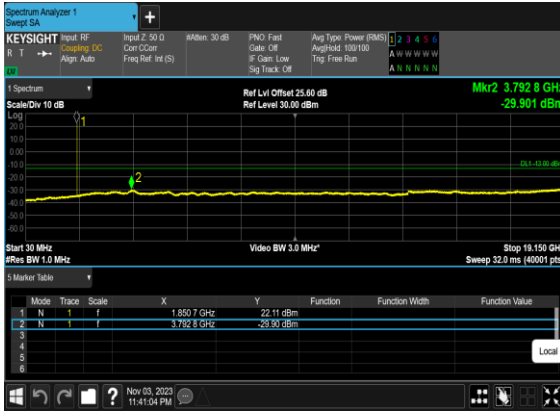 Spectrum Analyzer 1
Swept SA
+
KEYSIGHT Input: RF Input Z: 50 Ω #Atten: 30 dB PNO: Fast Avg Type: Power (RMS) 1 2 3 4 5 6
R T Coupling: DC Corr CCorr Gate: Off Avg|Hold: 100/100 A W W W W W
Align: Auto Freq Ref: Int (S) IF Gain: Low Trig: Free Run
Sig Track: Off A N N N N N
1 Spectrum Ref Lvl Offset 25.60 dB Mkr2 3.792 8 GHz
Scale/Div 10 dB Ref Level 30.00 dBm -29.901 dBm
Log
20.0
10.0
0.00
-10.0
-20.0
-30.0
-40.0
-50.0
-60.0
1
2
DL1 -13.00 dBm
Start 30 MHz Video BW 3.0 MHz* Stop 19.150 GH
#Res BW 1.0 MHz Sweep 32.0 ms (40001 pts
5 Marker Table
Mode Trace Scale X Y Function Function Width Function Value
1 N 1 f 1.850 7 GHz 22.11 dBm
2 N 1 f 3.792 8 GHz -29.90 dBm
3
4
5
6
Local
? Nov 03, 2023
11:41:04 PM